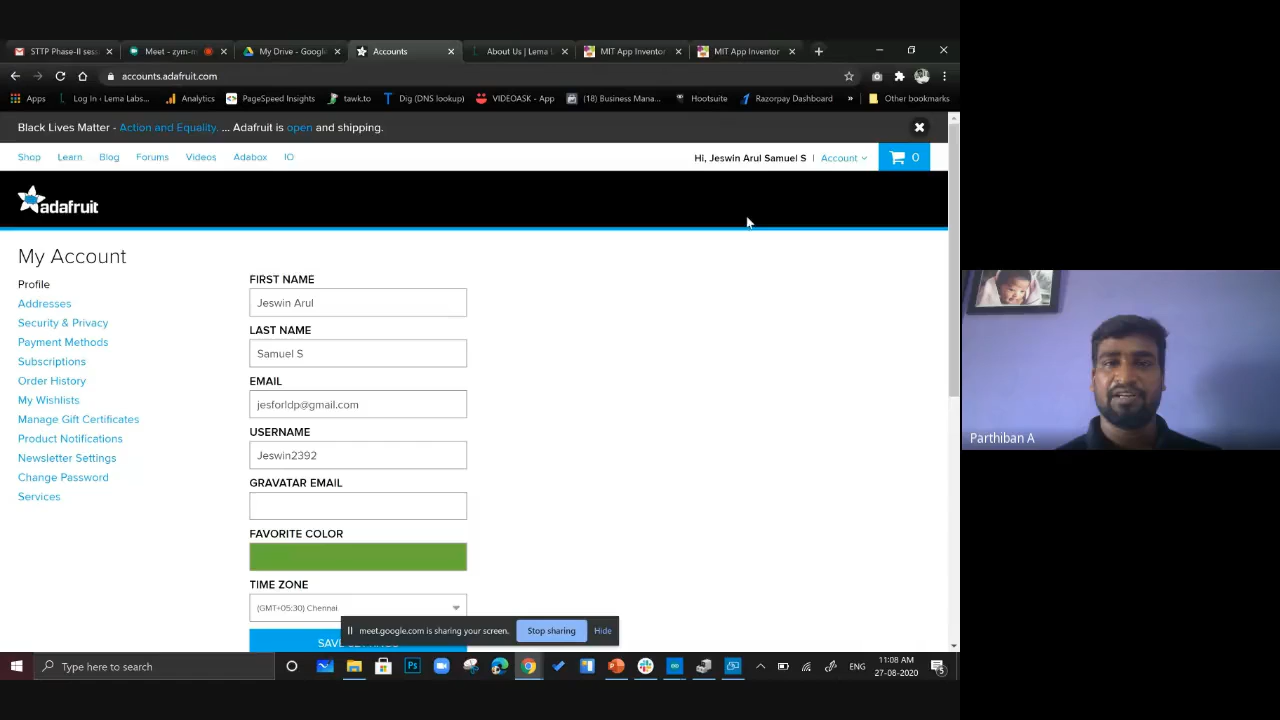 STTP Phase-II ses
Meet - zym-m
My Drive - Googl
Accounts
About Us | Lema L
MIT App Inventor
MIT App Inventor
accounts.adafruit.com
Apps
Log In ‹ Lema Labs...
Analytics
PageSpeed Insights
tawk.to
Dig (DNS lookup)
VIDEOASK - App
(18) Business Mana...
Hootsuite
Razorpay Dashboard
»
Other bookmarks
Black Lives Matter - Action and Equality. ... Adafruit is open and shipping.
Shop Learn Blog Forums Videos Adabox IO
Hi, Jeswin Arul Samuel S | Account
0
adafruit
My Account
Profile
Addresses
Security & Privacy
Payment Methods
Subscriptions
Order History
My Wishlists
Manage Gift Certificates
Product Notifications
Newsletter Settings
Change Password
Services
FIRST NAME
Jeswin Arul
LAST NAME
Samuel S
EMAIL
jesforldp@gmail.com
USERNAME
Jeswin2392
GRAVATAR EMAIL
FAVORITE COLOR
TIME ZONE
(GMT+05:30) Chennai
meet.google.com is sharing your screen.
Stop sharing
Hide
Parthiban A
Type here to search
ENG
11:08 AM
27-08-2020
5